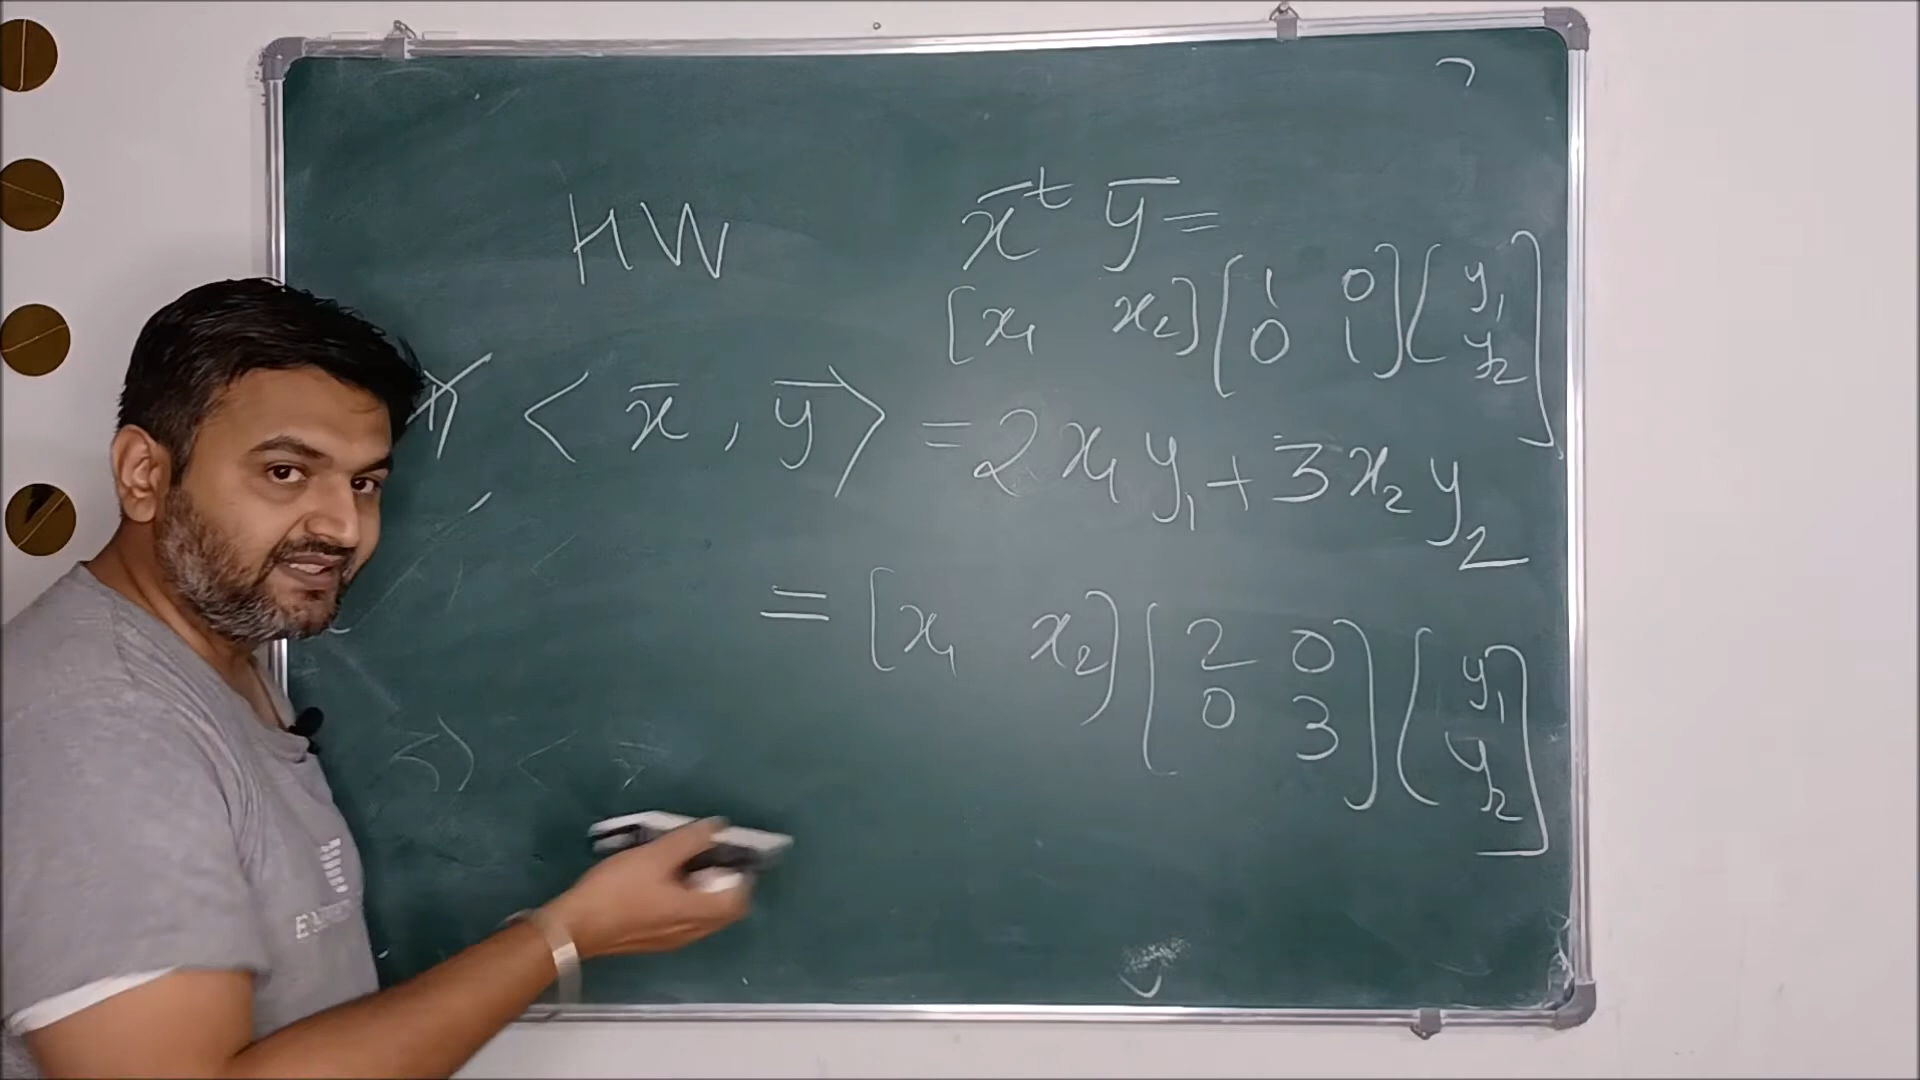 HW
x̄ᵗ ȳ =
[x₁ x₂] [1 0
0 1] [y₁
y₂]
⟨x̄, ȳ⟩ = 2x₁y₁ + 3x₂y₂
= [x₁ x₂] [2 0
0 3] [y₁
y₂]